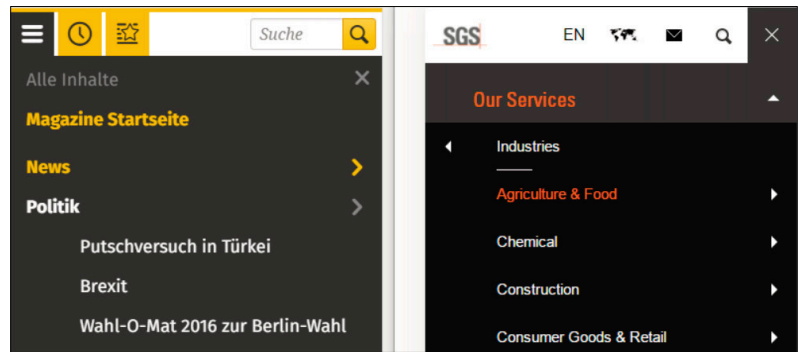 Suche
Alle Inhalte
Magazine Startseite
News
Politik
Putschversuch in Türkei
Brexit
Wahl-O-Mat 2016 zur Berlin-Wahl
SGS
EN
Our Services
Industries
Agriculture & Food
Chemical
Construction
Consumer Goods & Retail